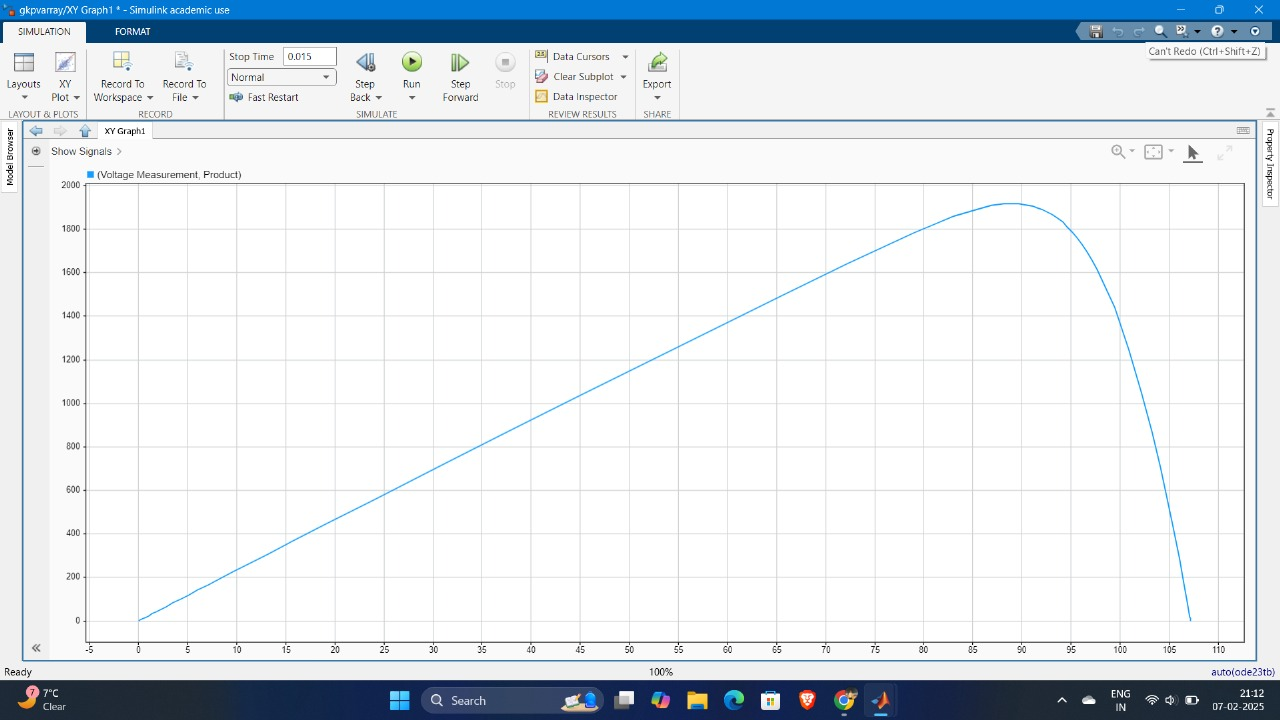 gkpvarray/XY Graph1 * - Simulink academic use
SIMULATION FORMAT
Can't Redo (Ctrl+Shift+Z)
Layouts
XY Plot
LAYOUT & PLOTS
Record To Workspace
Record To File
RECORD
Stop Time 0.015
Normal
Fast Restart
Step Back
Run
Step Forward
Stop
SIMULATE
Data Cursors
Clear Subplot
Data Inspector
REVIEW RESULTS
Export
SHARE
Model Browser
XY Graph1
Property Inspector
Show Signals
(Voltage Measurement, Product)
2000
1800
1600
1400
1200
1000
800
600
400
200
0
-5 0 5 10 15 20 25 30 35 40 45 50 55 60 65 70 75 80 85 90 95 100 105 110
Ready 100% auto(ode23tb)
7
7°C
Clear
Search
ENG
IN
21:12
07-02-2025